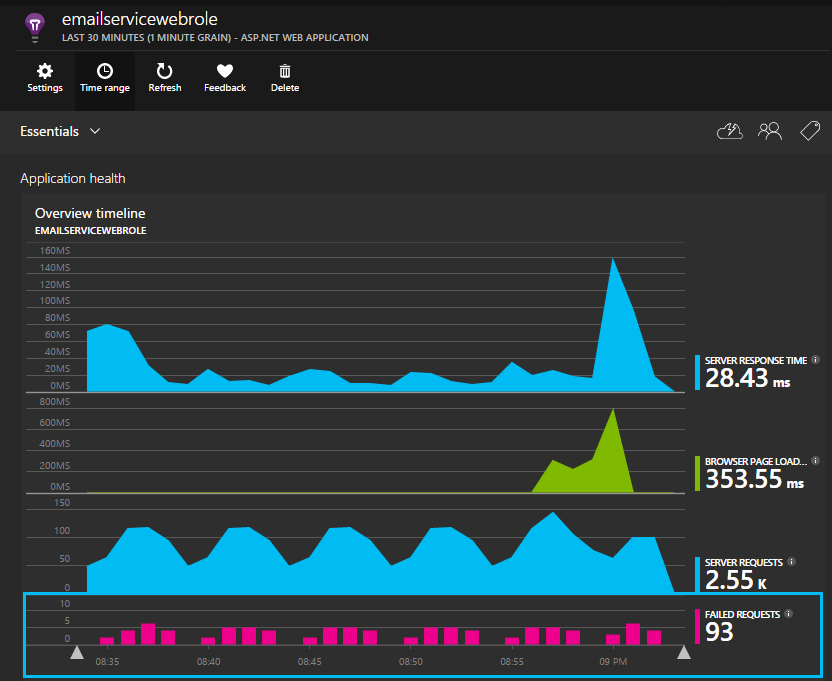 emailservicewebrole
LAST 30 MINUTES (1 MINUTE GRAIN) - ASP.NET WEB APPLICATION
Settings Time range Refresh Feedback Delete
Essentials
Application health
Overview timeline
EMAILSERVICEWEBROLE
160MS
140MS
120MS
100MS
80MS
60MS
40MS
20MS
0MS
SERVER RESPONSE TIME
28.43 ms
800MS
600MS
400MS
200MS
0MS
BROWSER PAGE LOAD...
353.55 ms
150
100
50
0
SERVER REQUESTS
2.55 K
10
5
0
FAILED REQUESTS
93
08:35 08:40 08:45 08:50 08:55 09 PM